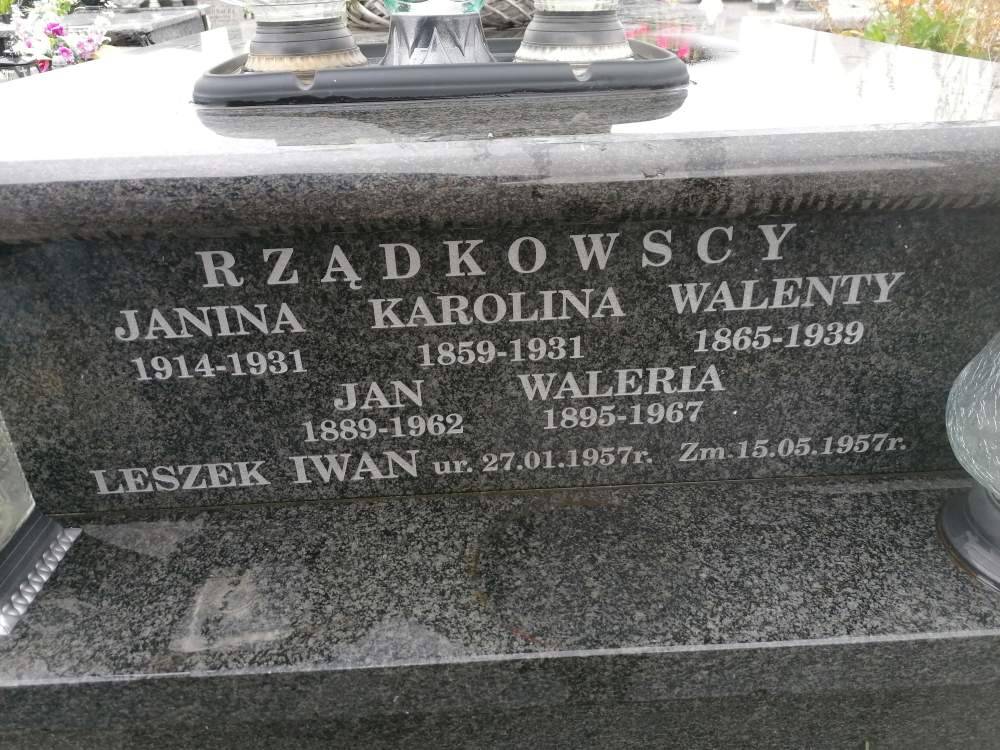 RZĄDKOWSCY
JANINA KAROLINA WALENTY
1914-1931 1859-1931 1865-1939
JAN WALERIA
1889-1962 1895-1967
LESZEK IWAN ur. 27.01.1957r. Zm. 15.05.1957r.